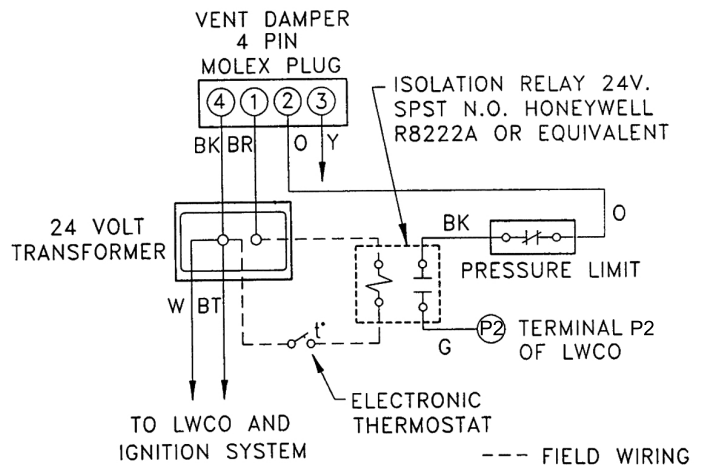 VENT DAMPER
4 PIN
MOLEX PLUG
4 1 2 3
BK BR O Y
ISOLATION RELAY 24V.
SPST N.O. HONEYWELL
R8222A OR EQUIVALENT
24 VOLT
TRANSFORMER
BK
O
PRESSURE LIMIT
W BT
t°
G
P2 TERMINAL P2
OF LWCO
ELECTRONIC
THERMOSTAT
TO LWCO AND
IGNITION SYSTEM
--- FIELD WIRING